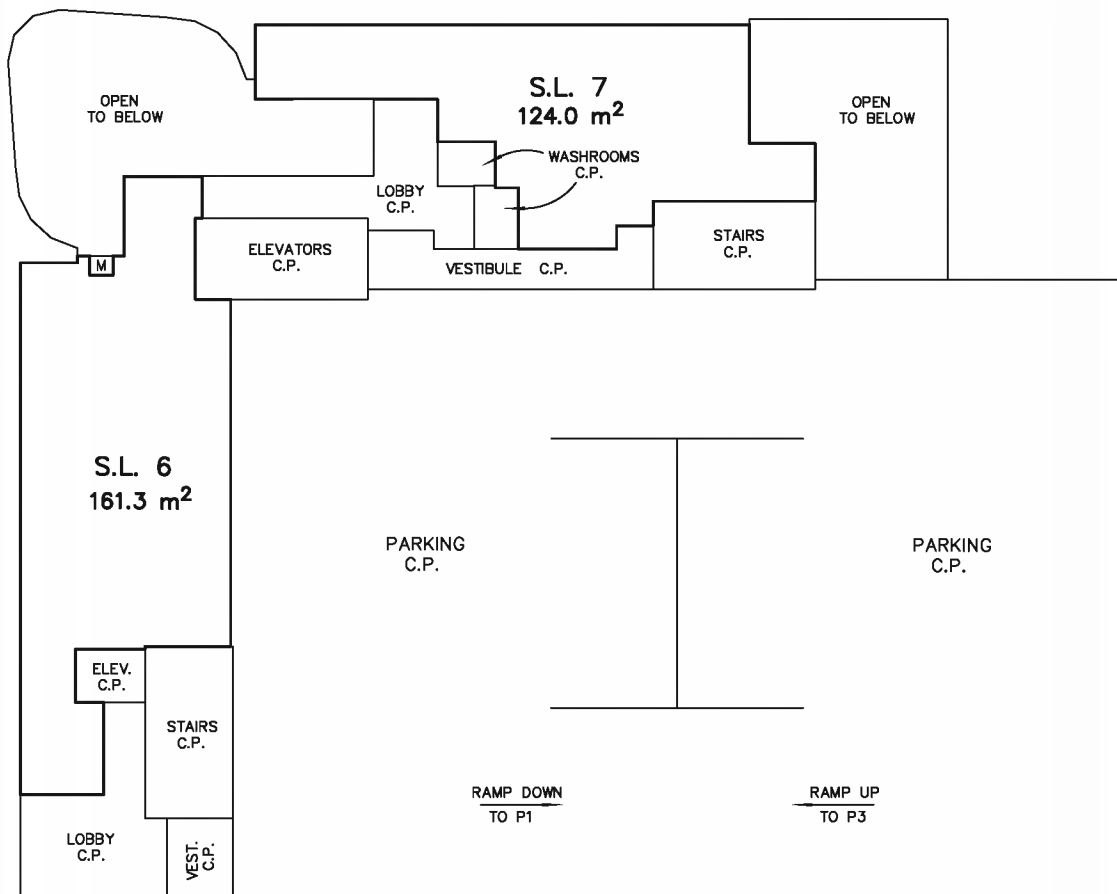 S.L. 7
124.0 m²
OPEN
TO BELOW
OPEN
TO BELOW
WASHROOMS
C.P.
LOBBY
C.P.
ELEVATORS
C.P.
STAIRS
C.P.
M
VESTIBULE C.P.
S.L. 6
161.3 m²
PARKING
C.P.
PARKING
C.P.
ELEV.
C.P.
STAIRS
C.P.
RAMP DOWN
TO P1
RAMP UP
TO P3
LOBBY
C.P.
VEST.
C.P.